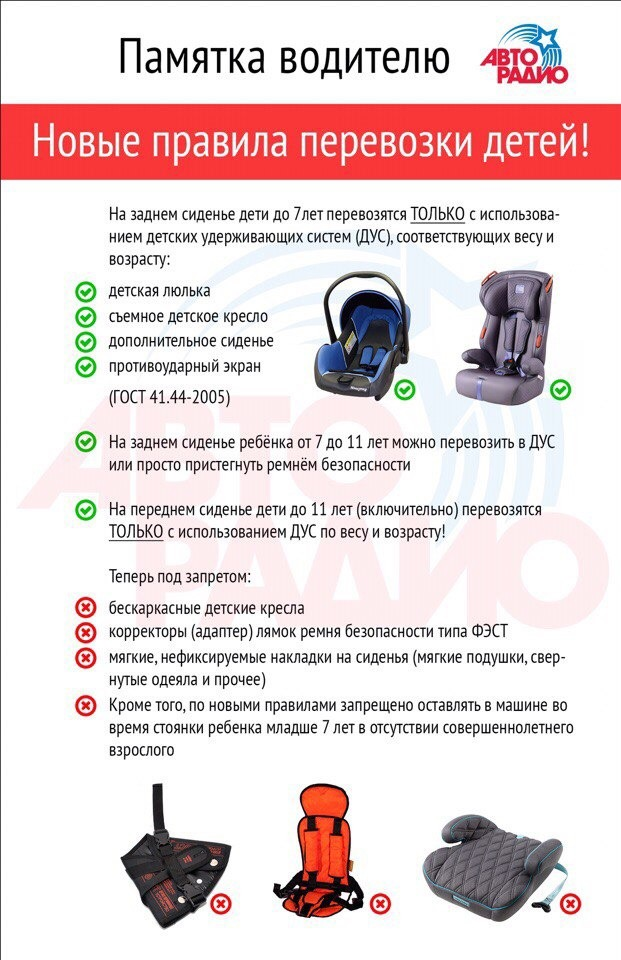 Памятка водителю
АВТО
РАДИО
Новые правила перевозки детей!
На заднем сиденье дети до 7лет перевозятся ТОЛЬКО с использова-
нием детских удерживающих систем (ДУС), соответствующих весу и
возрасту:
детская люлька
съемное детское кресло
дополнительное сиденье
противоударный экран
(ГОСТ 41.44-2005)
На заднем сиденье ребёнка от 7 до 11 лет можно перевозить в ДУС
или просто пристегнуть ремнём безопасности
На переднем сиденье дети до 11 лет (включительно) перевозятся
ТОЛЬКО с использованием ДУС по весу и возрасту!
Теперь под запретом:
бескаркасные детские кресла
корректоры (адаптер) лямок ремня безопасности типа ФЭСТ
мягкие, нефиксируемые накладки на сиденья (мягкие подушки, свер-
нутые одеяла и прочее)
Кроме того, по новыми правилами запрещено оставлять в машине во
время стоянки ребенка младше 7 лет в отсутствии совершеннолетнего
взрослого
АВТО
РАДИО